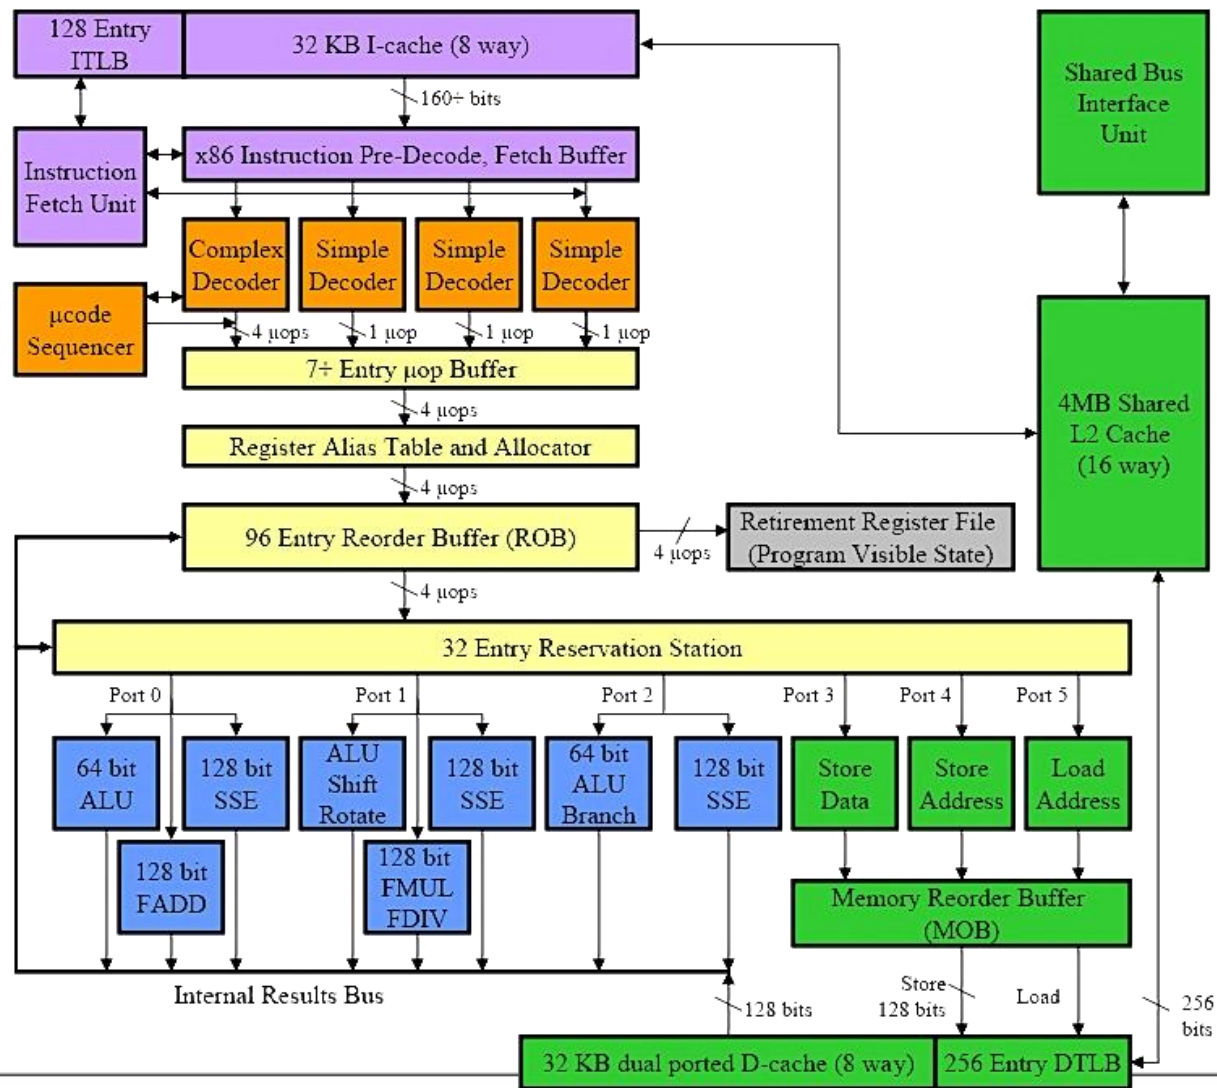 128 Entry
ITLB
32 KB I-cache (8 way)
Shared Bus
Interface
Unit
160÷ bits
Instruction
Fetch Unit
x86 Instruction Pre-Decode, Fetch Buffer
Complex
Decoder
Simple
Decoder
Simple
Decoder
Simple
Decoder
µcode
Sequencer
4 µops
1 µop
1 µop
1 µop
7÷ Entry µop Buffer
4 µops
Register Alias Table and Allocator
4 µops
4MB Shared
L2 Cache
(16 way)
96 Entry Reorder Buffer (ROB)
4 µops
Retirement Register File
(Program Visible State)
4 µops
32 Entry Reservation Station
Port 0
Port 1
Port 2
Port 3
Port 4
Port 5
64 bit
ALU
128 bit
SSE
ALU
Shift
Rotate
128 bit
SSE
64 bit
ALU
Branch
128 bit
SSE
Store
Data
Store
Address
Load
Address
128 bit
FADD
128 bit
FMUL
FDIV
Memory Reorder Buffer
(MOB)
Internal Results Bus
128 bits
Store
128 bits
Load
256
bits
32 KB dual ported D-cache (8 way)
256 Entry DTLB